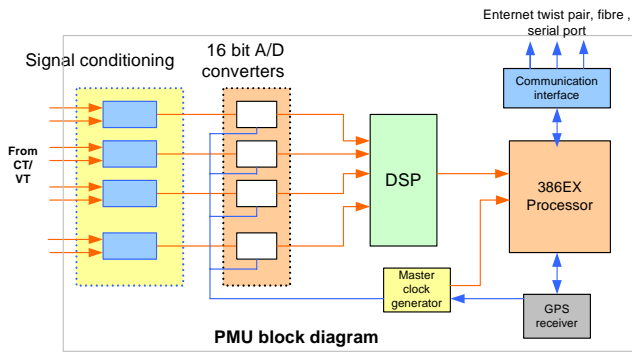 Enternet twist pair, fibre ,
serial port
Signal conditioning
16 bit A/D
converters
Communication
interface
From
CT/
VT
DSP
386EX
Processor
Master
clock
generator
GPS
receiver
PMU block diagram